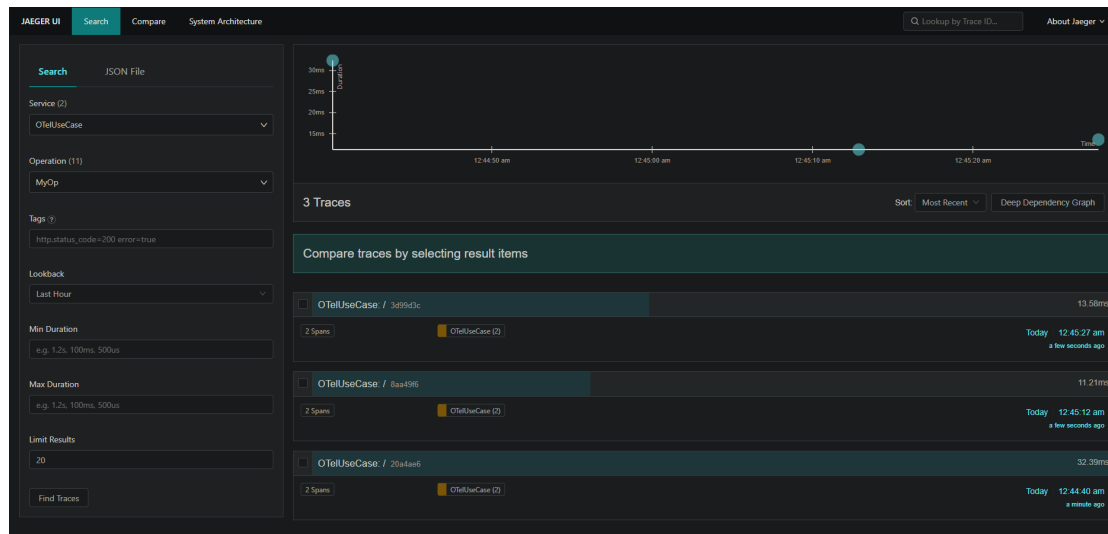 JAEGER UI Search Compare System Architecture Lookup by Trace ID... About Jaeger
Search JSON File
Service (2)
OTelUseCase
Operation (11)
MyOp
Tags
http.status_code=200 error=true
Lookback
Last Hour
Min Duration
e.g. 1.2s, 100ms, 500us
Max Duration
e.g. 1.2s, 100ms, 500us
Limit Results
20
Find Traces
Duration
30ms
25ms
20ms
15ms
Time
12:44:50 am 12:45:00 am 12:45:10 am 12:45:20 am
3 Traces Sort: Most Recent Deep Dependency Graph
Compare traces by selecting result items
OTelUseCase: / 3d99d3c 13.58ms
2 Spans OTelUseCase (2) Today 12:45:27 am
a few seconds ago
OTelUseCase: / 8aa49f6 11.21ms
2 Spans OTelUseCase (2) Today 12:45:12 am
a few seconds ago
OTelUseCase: / 20a4ae6 32.39ms
2 Spans OTelUseCase (2) Today 12:44:40 am
a minute ago